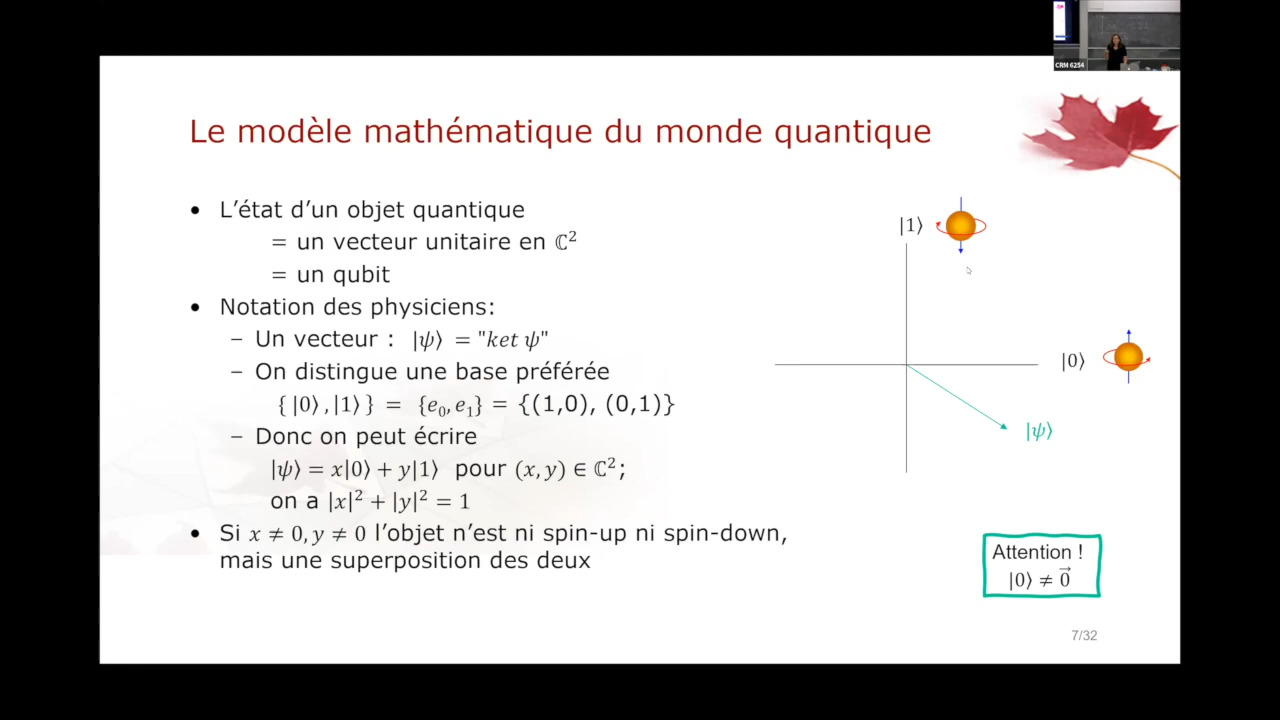 CRM 6254
Le modèle mathématique du monde quantique
• L'état d'un objet quantique
= un vecteur unitaire en ℂ²
= un qubit
• Notation des physiciens:
– Un vecteur : |ψ⟩ = "ket ψ"
– On distingue une base préférée
{ |0⟩ , |1⟩ } = {e₀, e₁} = {(1,0), (0,1)}
– Donc on peut écrire
|ψ⟩ = x|0⟩ + y|1⟩ pour (x, y) ∈ ℂ²;
on a |x|² + |y|² = 1
• Si x ≠ 0, y ≠ 0 l'objet n'est ni spin-up ni spin-down,
mais une superposition des deux
|1⟩
|0⟩
|ψ⟩
Attention !
|0⟩ ≠ 0⃗
7/32